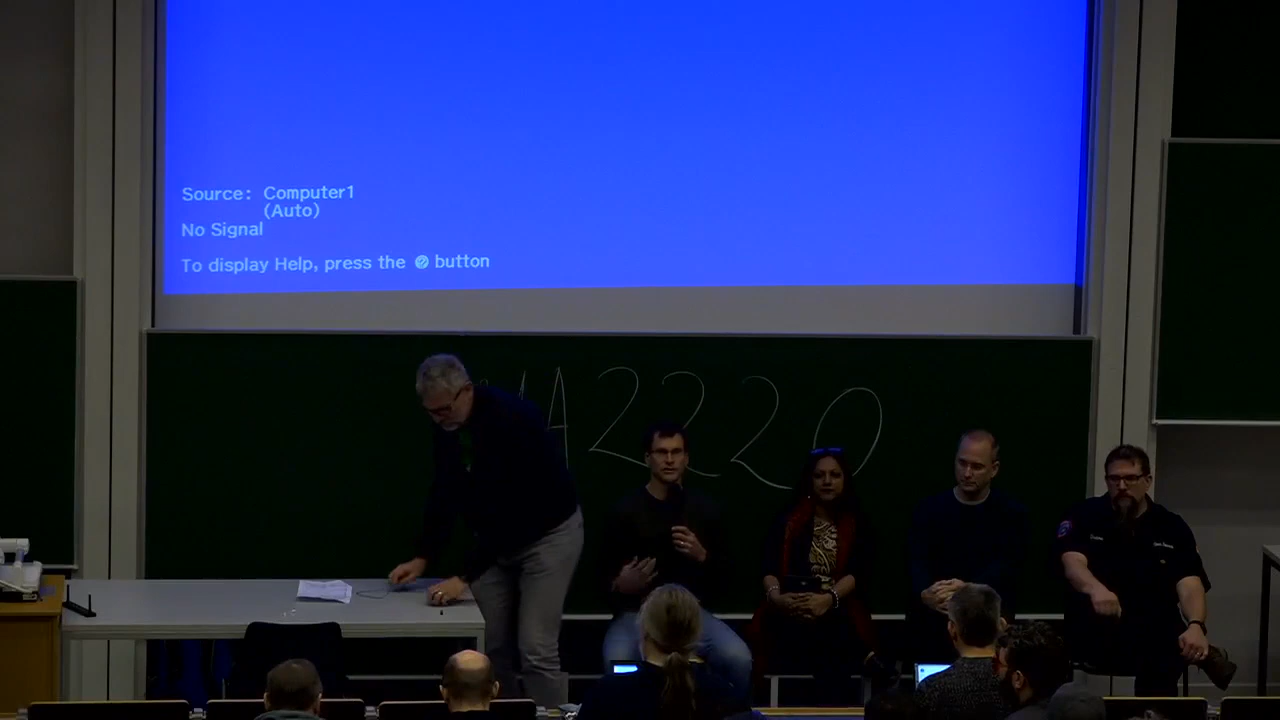 Source: Computer1
(Auto)
No Signal
To display Help, press the ? button
A2220